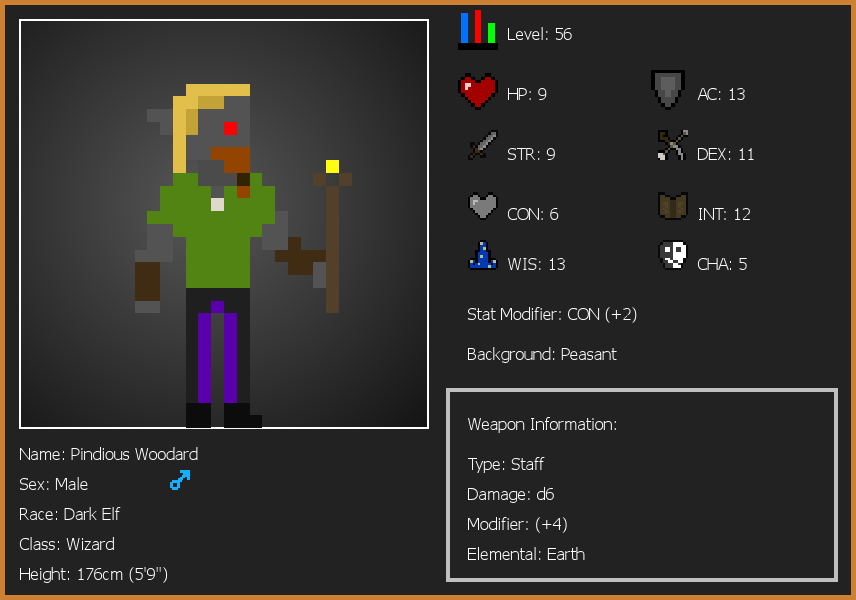 Level: 56
HP: 9
AC: 13
STR: 9
DEX: 11
CON: 6
INT: 12
WIS: 13
CHA: 5
Stat Modifier: CON (+2)
Background: Peasant
Weapon Information:
Type: Staff
Damage: d6
Modifier: (+4)
Elemental: Earth
Name: Pindious Woodard
Sex: Male
Race: Dark Elf
Class: Wizard
Height: 176cm (5'9")